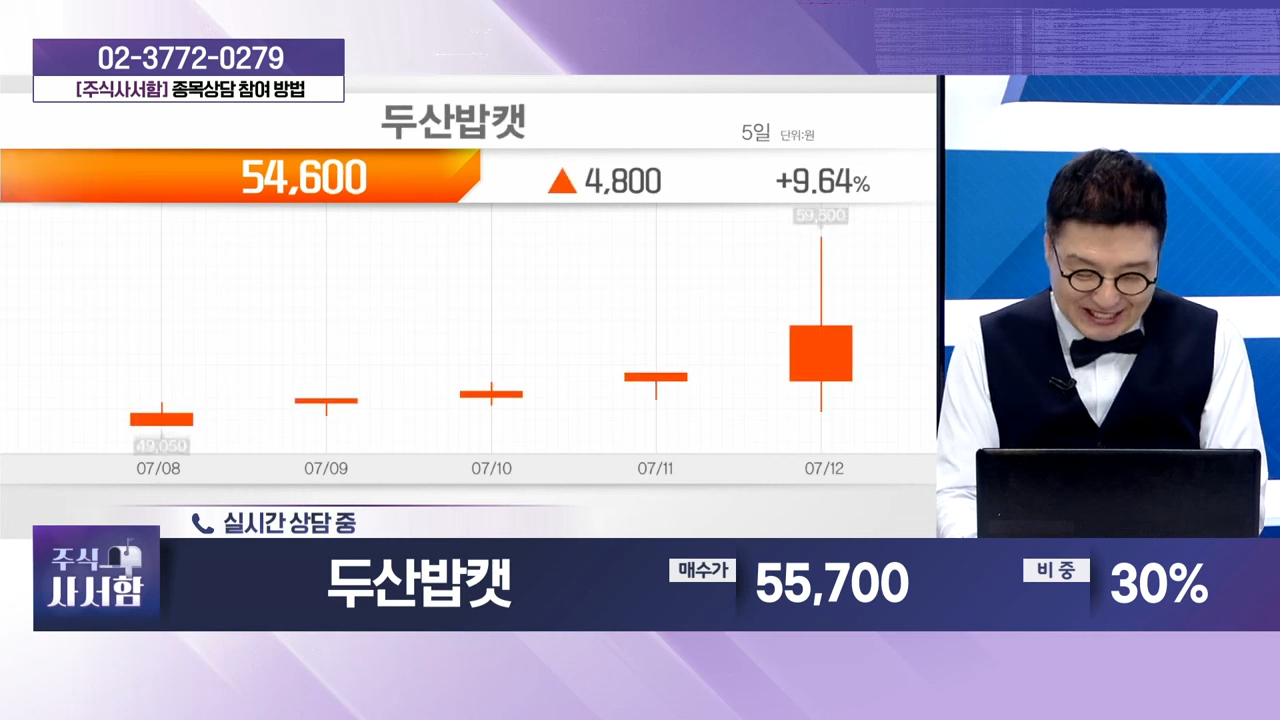 02-3772-0279
[주식사서함] 종목상담 참여 방법
두산밥캣
5일 단위:원
54,600 ▲ 4,800 +9.64%
59,600
49,050
07/08 07/09 07/10 07/11 07/12
실시간 상담 중
주식
사서함
두산밥캣 매수가 55,700 비중 30%